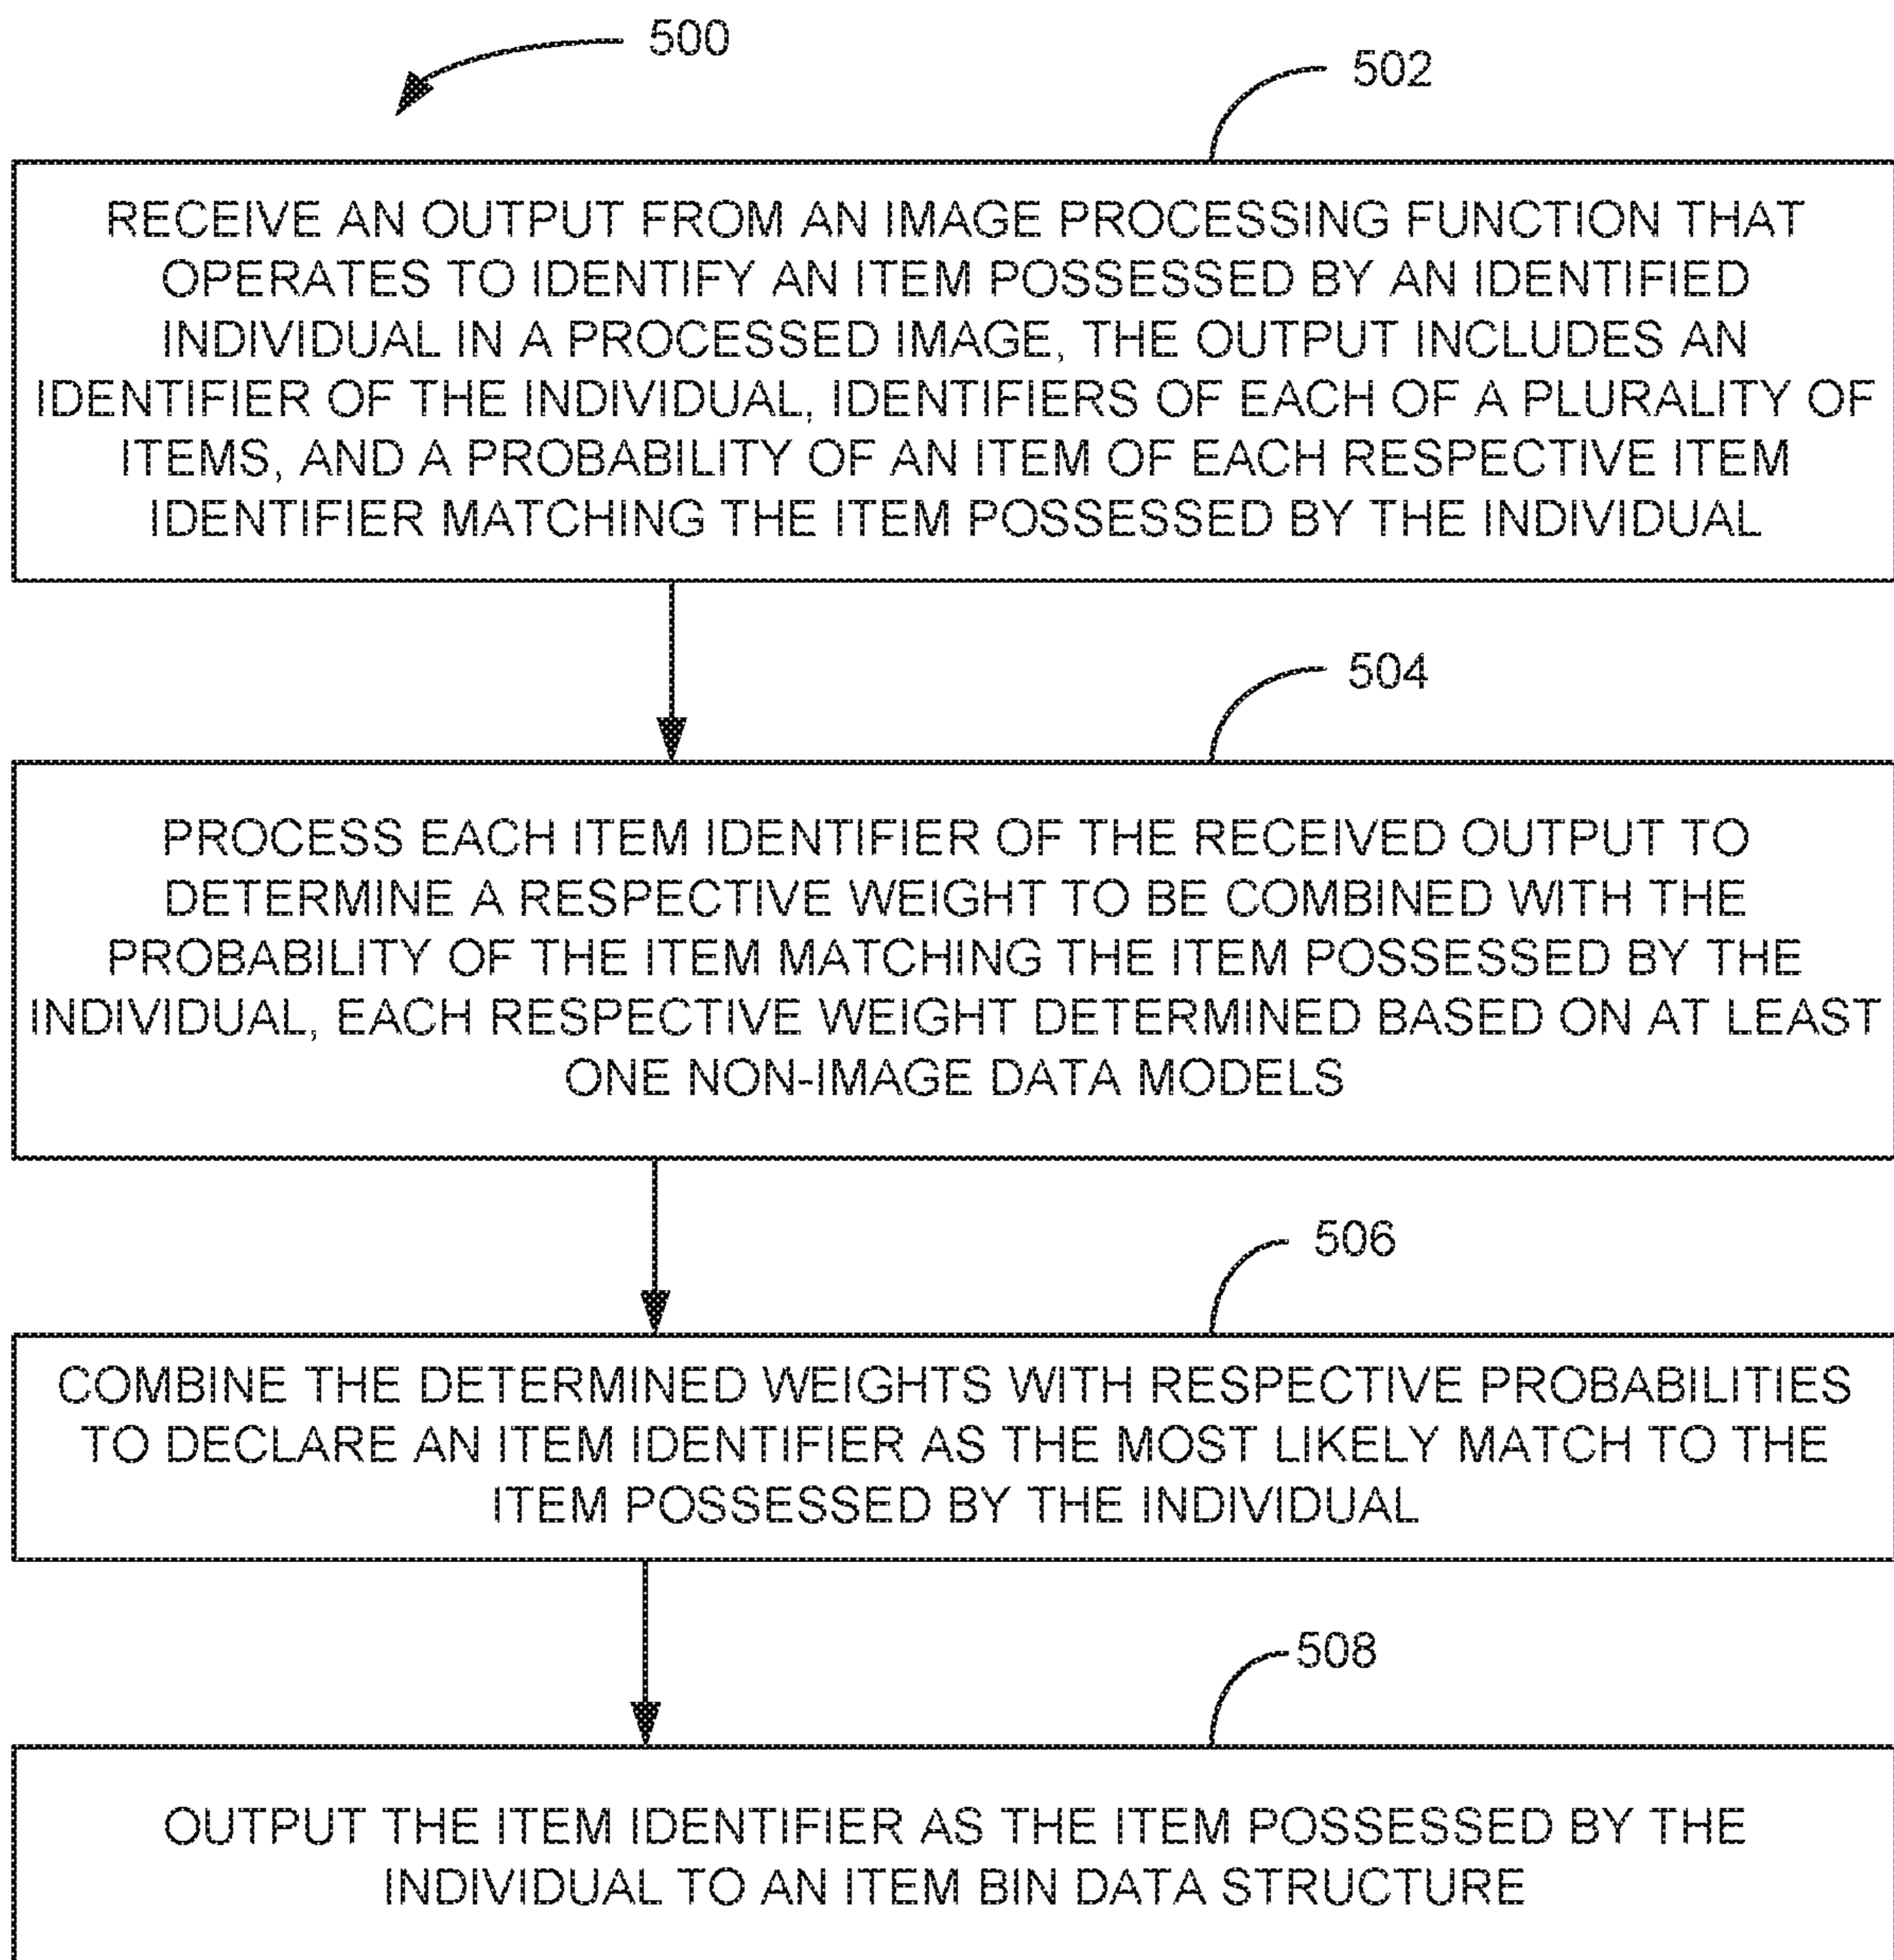 500
502
RECEIVE AN OUTPUT FROM AN IMAGE PROCESSING FUNCTION THAT
OPERATES TO IDENTIFY AN ITEM POSSESSED BY AN IDENTIFIED
INDIVIDUAL IN A PROCESSED IMAGE, THE OUTPUT INCLUDES AN
IDENTIFIER OF THE INDIVIDUAL, IDENTIFIERS OF EACH OF A PLURALITY OF
ITEMS, AND A PROBABILITY OF AN ITEM OF EACH RESPECTIVE ITEM
IDENTIFIER MATCHING THE ITEM POSSESSED BY THE INDIVIDUAL
504
PROCESS EACH ITEM IDENTIFIER OF THE RECEIVED OUTPUT TO
DETERMINE A RESPECTIVE WEIGHT TO BE COMBINED WITH THE
PROBABILITY OF THE ITEM MATCHING THE ITEM POSSESSED BY THE
INDIVIDUAL, EACH RESPECTIVE WEIGHT DETERMINED BASED ON AT LEAST
ONE NON-IMAGE DATA MODELS
506
COMBINE THE DETERMINED WEIGHTS WITH RESPECTIVE PROBABILITIES
TO DECLARE AN ITEM IDENTIFIER AS THE MOST LIKELY MATCH TO THE
ITEM POSSESSED BY THE INDIVIDUAL
508
OUTPUT THE ITEM IDENTIFIER AS THE ITEM POSSESSED BY THE
INDIVIDUAL TO AN ITEM BIN DATA STRUCTURE